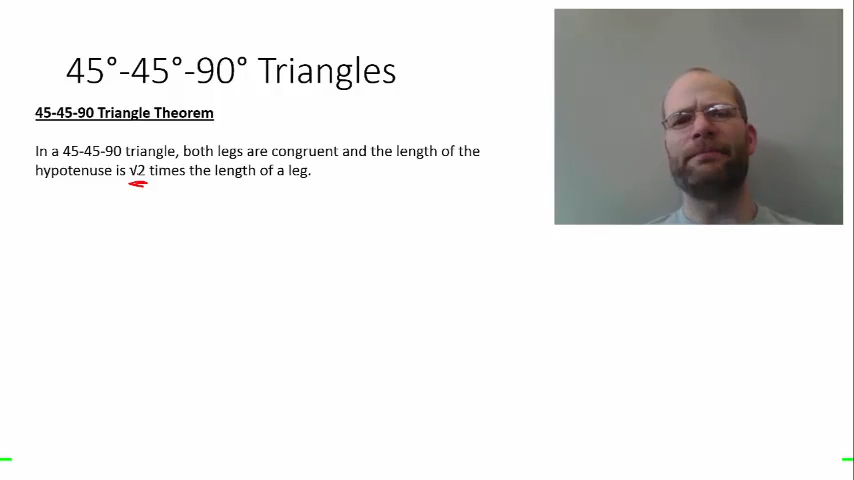 45°-45°-90° Triangles
45-45-90 Triangle Theorem
In a 45-45-90 triangle, both legs are congruent and the length of the
hypotenuse is √2 times the length of a leg.